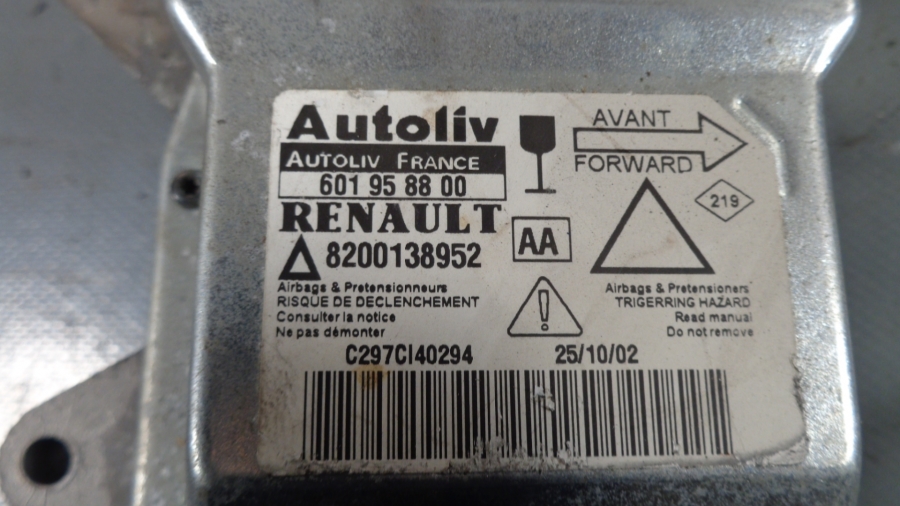 Autoliv
AUTOLIV FRANCE
601 95 88 00
RENAULT
8200138952
AA
AVANT
FORWARD
219
Airbags & Pretensionneurs
RISQUE DE DECLENCHEMENT
Consulter la notice
Ne pas démonter
Airbags & Pretensioners
TRIGERRING HAZARD
Read manual
Do not remove
C297CI40294 25/10/02